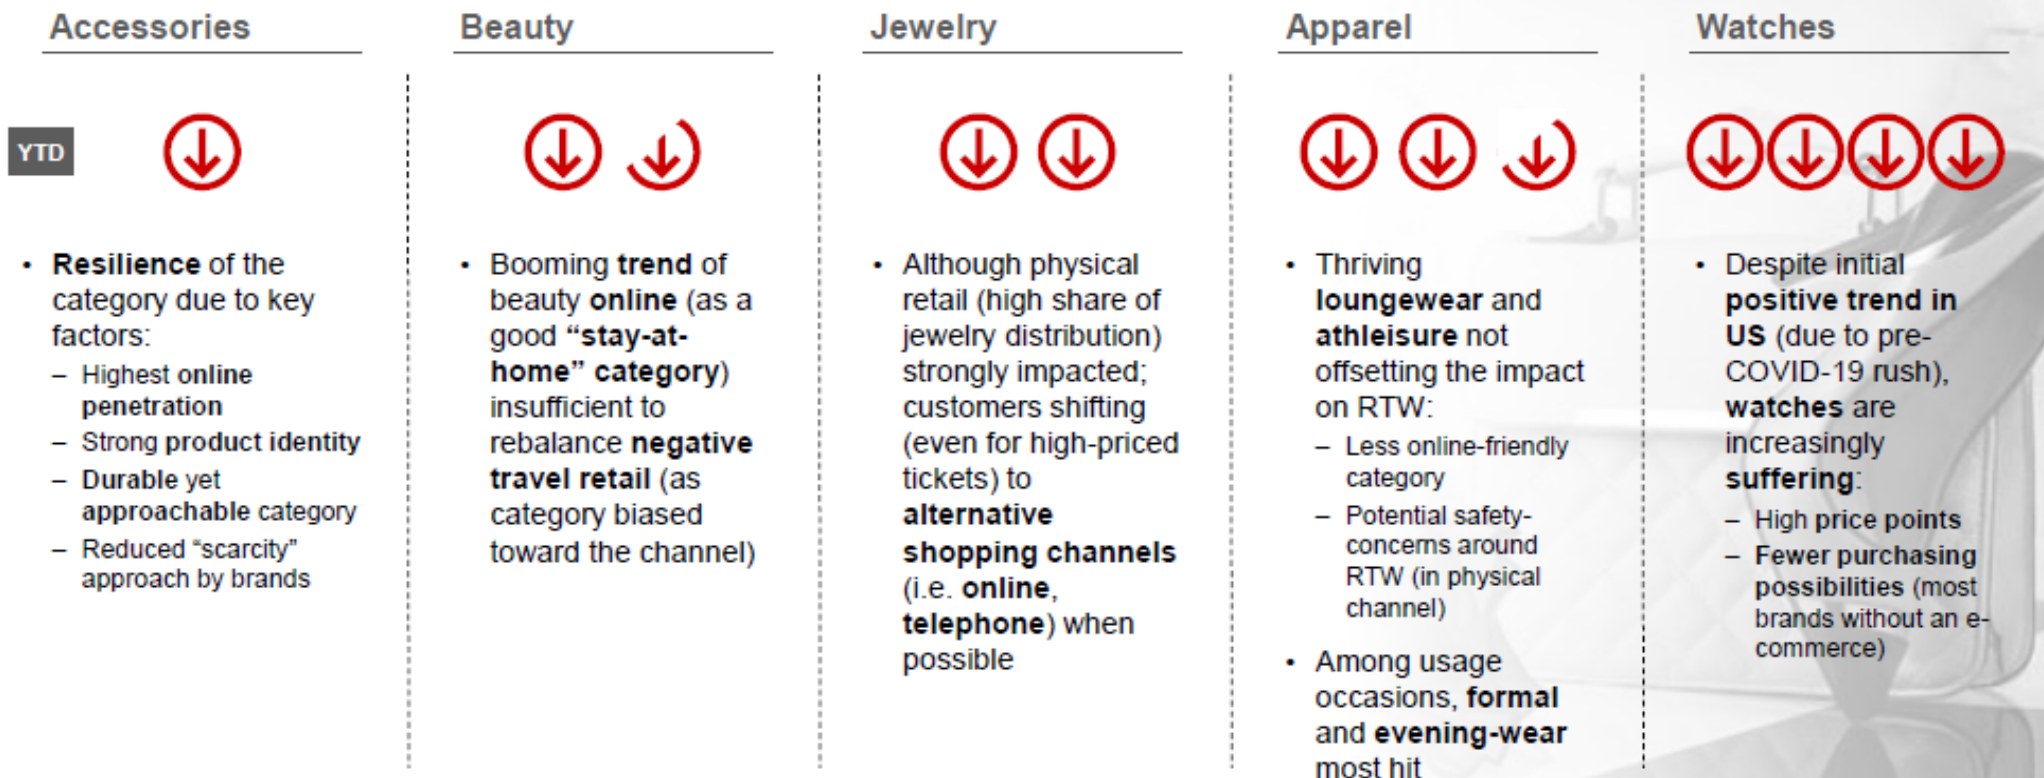 Accessories
Beauty
Jewelry
Apparel
Watches
YTD
• Resilience of the
category due to key
factors:
– Highest online
penetration
– Strong product identity
– Durable yet
approachable category
– Reduced “scarcity”
approach by brands
• Booming trend of
beauty online (as a
good “stay-at-
home” category)
insufficient to
rebalance negative
travel retail (as
category biased
toward the channel)
• Although physical
retail (high share of
jewelry distribution)
strongly impacted;
customers shifting
(even for high-priced
tickets) to
alternative
shopping channels
(i.e. online,
telephone) when
possible
• Thriving
loungewear and
athleisure not
offsetting the impact
on RTW:
– Less online-friendly
category
– Potential safety-
concerns around
RTW (in physical
channel)
• Among usage
occasions, formal
and evening-wear
most hit
• Despite initial
positive trend in
US (due to pre-
COVID-19 rush),
watches are
increasingly
suffering:
– High price points
– Fewer purchasing
possibilities (most
brands without an e-
commerce)